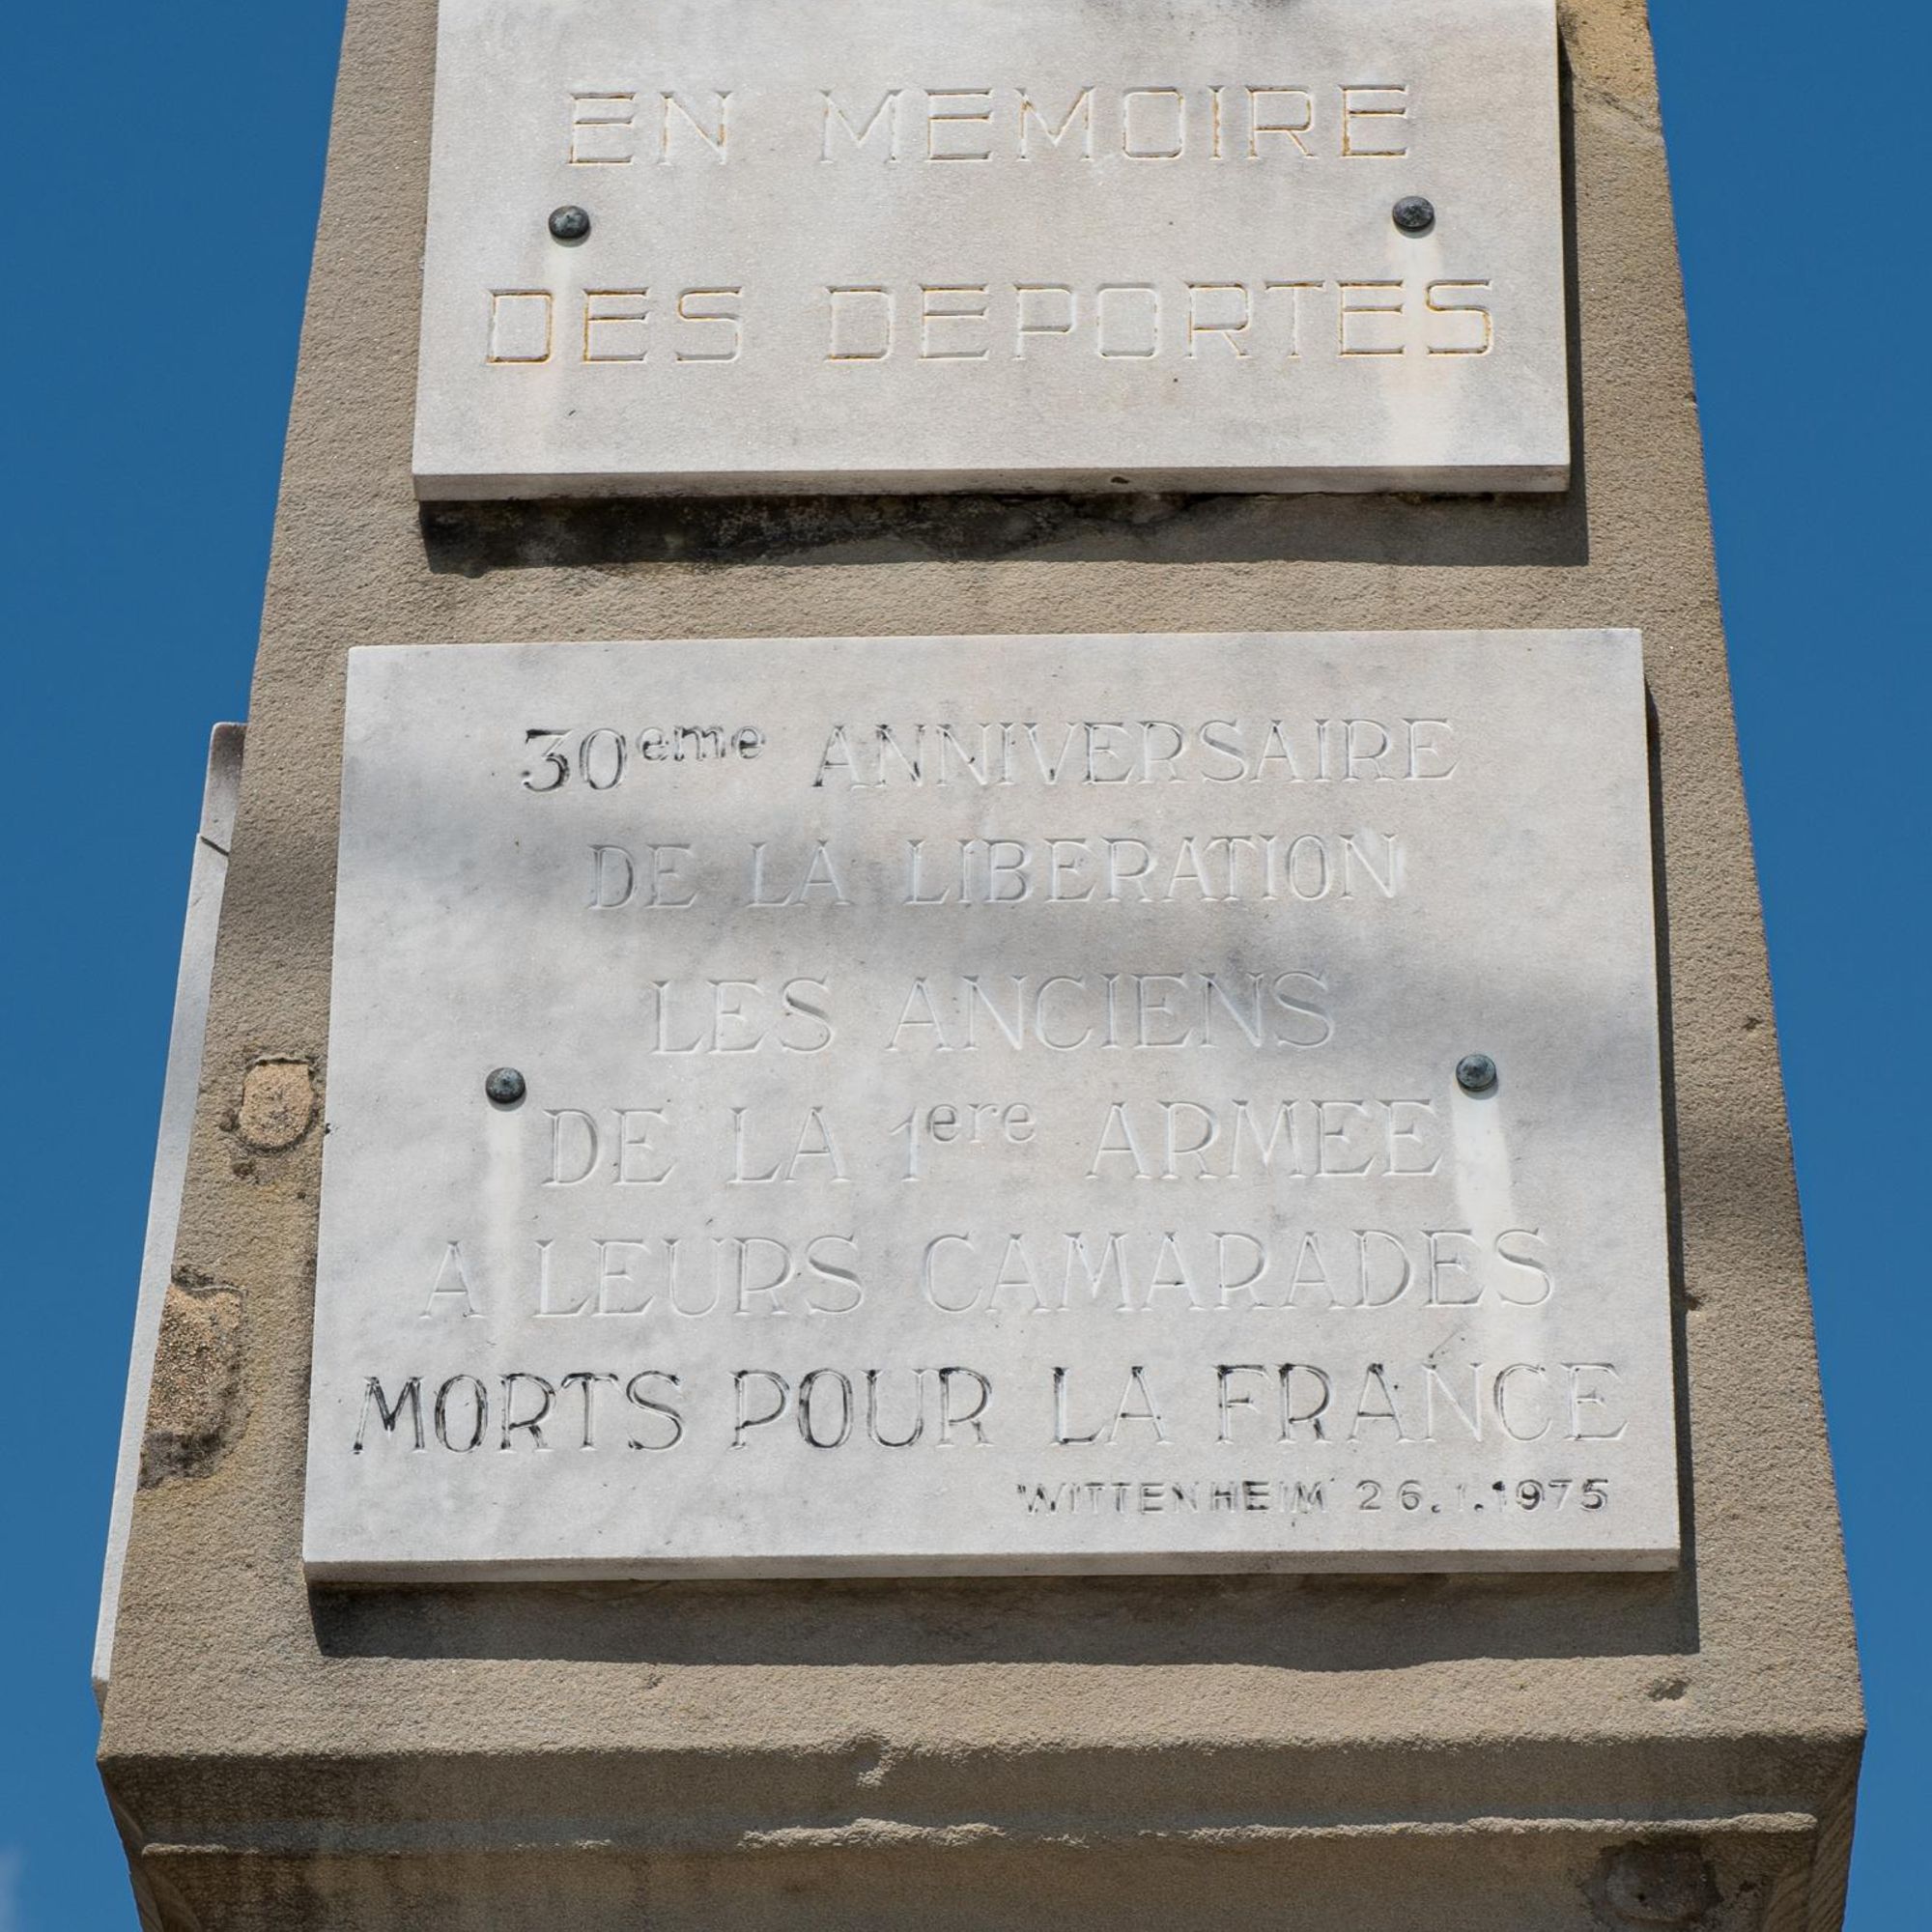 EN MEMOIRE
DES DEPORTES
30eme ANNIVERSAIRE
DE LA LIBERATION
LES ANCIENS
DE LA 1ere ARMEE
A LEURS CAMARADES
MORTS POUR LA FRANCE
WITTENHEIM 26.1.1975